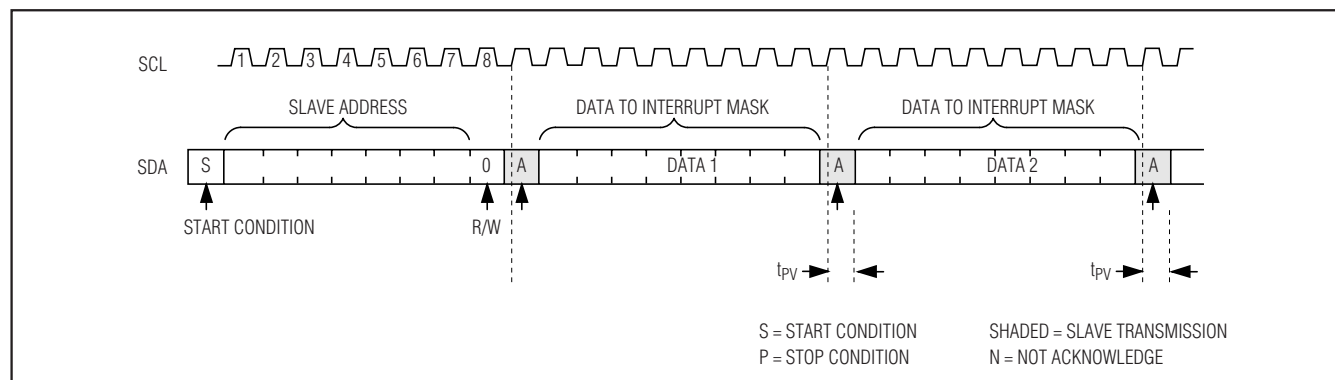 SCL 1 2 3 4 5 6 7 8
SLAVE ADDRESS DATA TO INTERRUPT MASK DATA TO INTERRUPT MASK
SDA S 0 A DATA 1 A DATA 2 A
START CONDITION R/W
tPV tPV
S = START CONDITION SHADED = SLAVE TRANSMISSION
P = STOP CONDITION N = NOT ACKNOWLEDGE